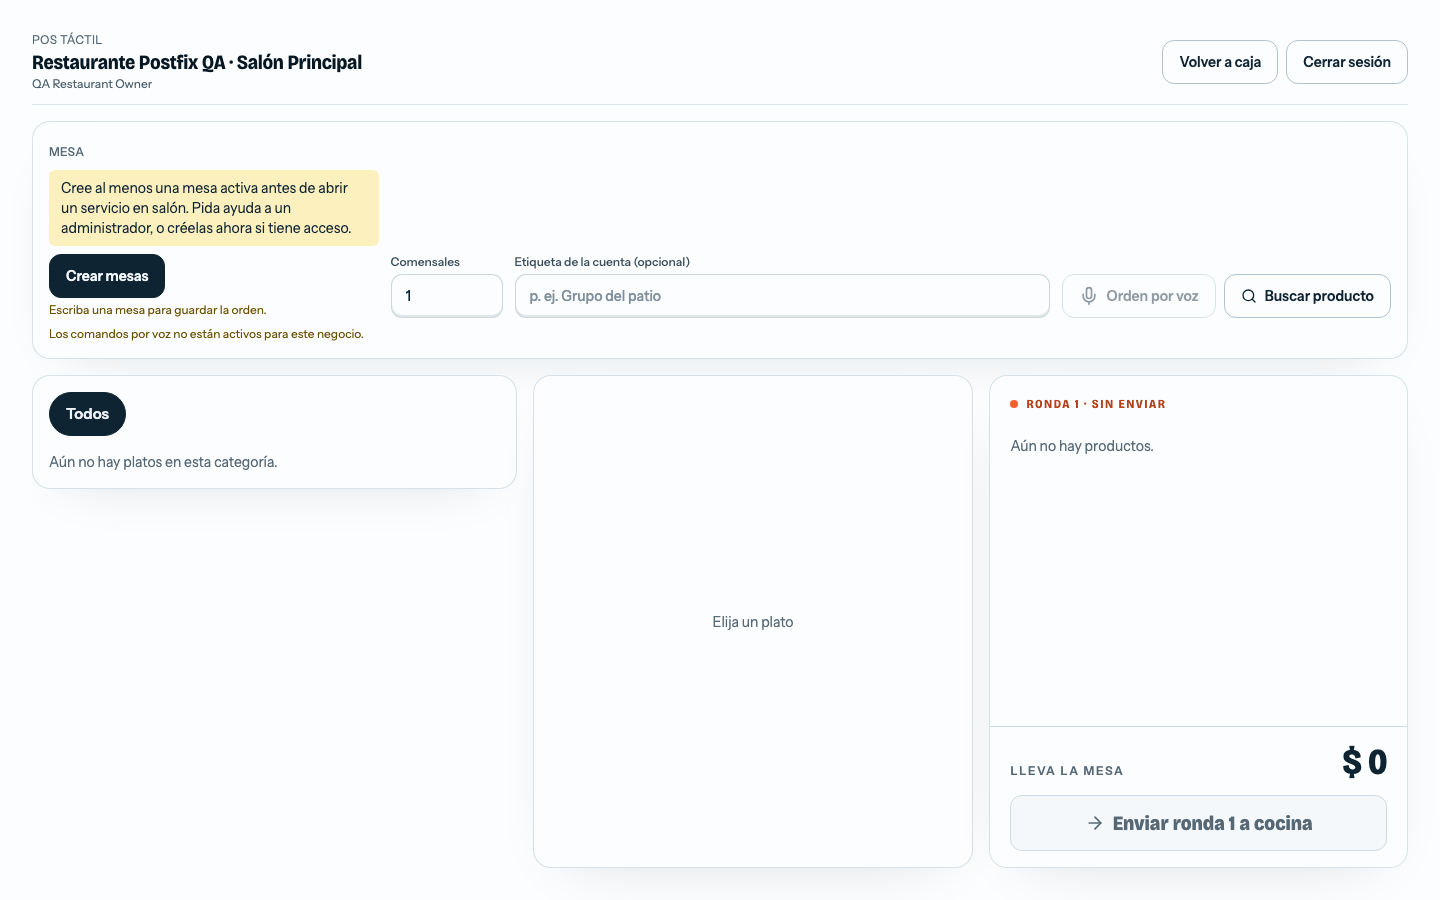 POS TÁCTIL
Restaurante Postfix QA · Salón Principal
QA Restaurant Owner
Volver a caja
Cerrar sesión
MESA
Cree al menos una mesa activa antes de abrir
un servicio en salón. Pida ayuda a un
administrador, o créelas ahora si tiene acceso.
Crear mesas
Escriba una mesa para guardar la orden.
Los comandos por voz no están activos para este negocio.
Comensales
1
Etiqueta de la cuenta (opcional)
p. ej. Grupo del patio
Orden por voz
Buscar producto
Todos
Aún no hay platos en esta categoría.
Elija un plato
RONDA 1 · SIN ENVIAR
Aún no hay productos.
LLEVA LA MESA
$ 0
Enviar ronda 1 a cocina